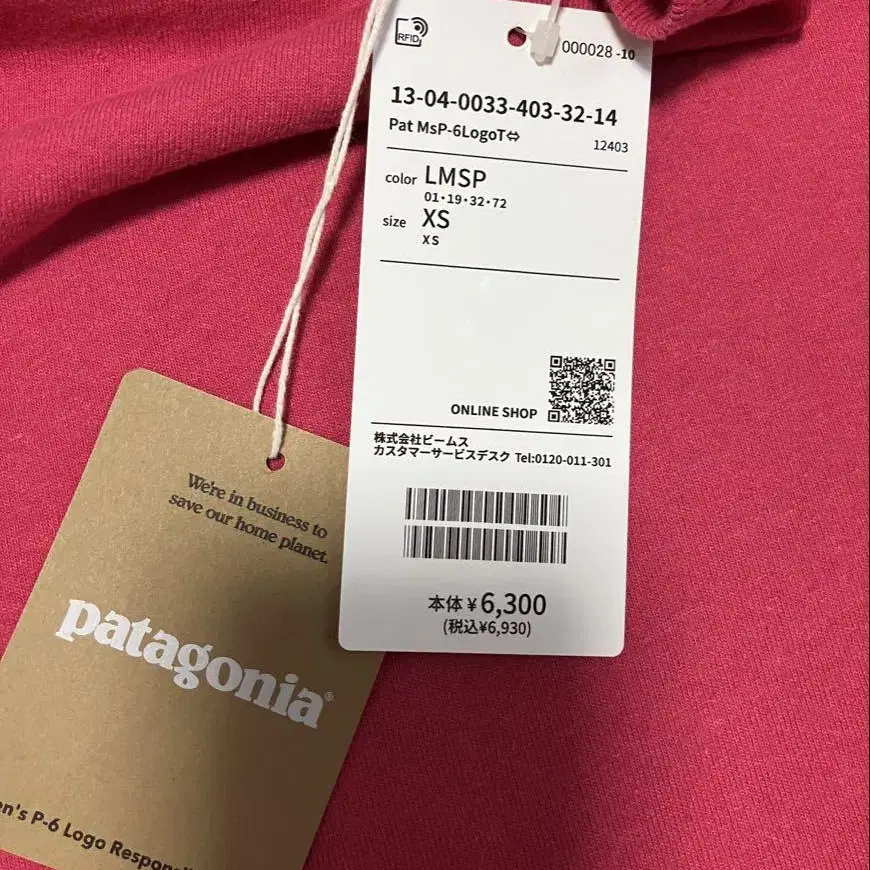 RFID
000028 -10
13-04-0033-403-32-14
Pat MsP-6LogoT⇔
12403
color LMSP
01・19・32・72
size XS
XS
ONLINE SHOP
株式会社ビームス
カスタマーサービスデスク Tel:0120-011-301
本体¥6,300
(税込¥6,930)
We're in business to
save our home planet.
patagonia®
en's P-6 Logo Respons